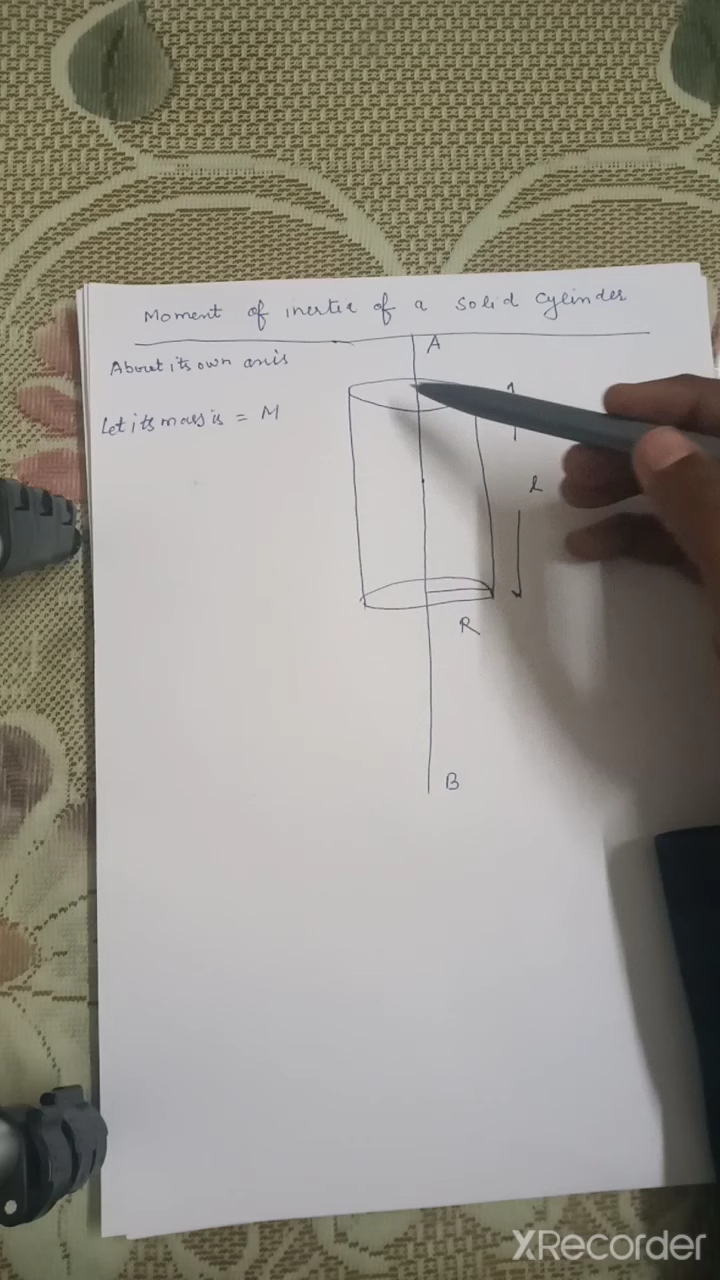 Moment of inertia of a solid cylinder
A
About its own axis
Let its mass is = M
l
R
B
XRecorder